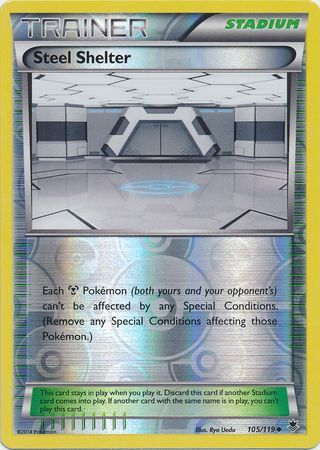 TRAINER
STADIUM
Steel Shelter
Each Pokémon (both yours and your opponent's)
can't be affected by any Special Conditions.
(Remove any Special Conditions affecting those
Pokémon.)
This card stays in play when you play it. Discard this card if another Stadium
card comes into play. If another card with the same name is in play, you can't
play this card.
©2014 Pokémon
Illus. Ryo Ueda
105/119